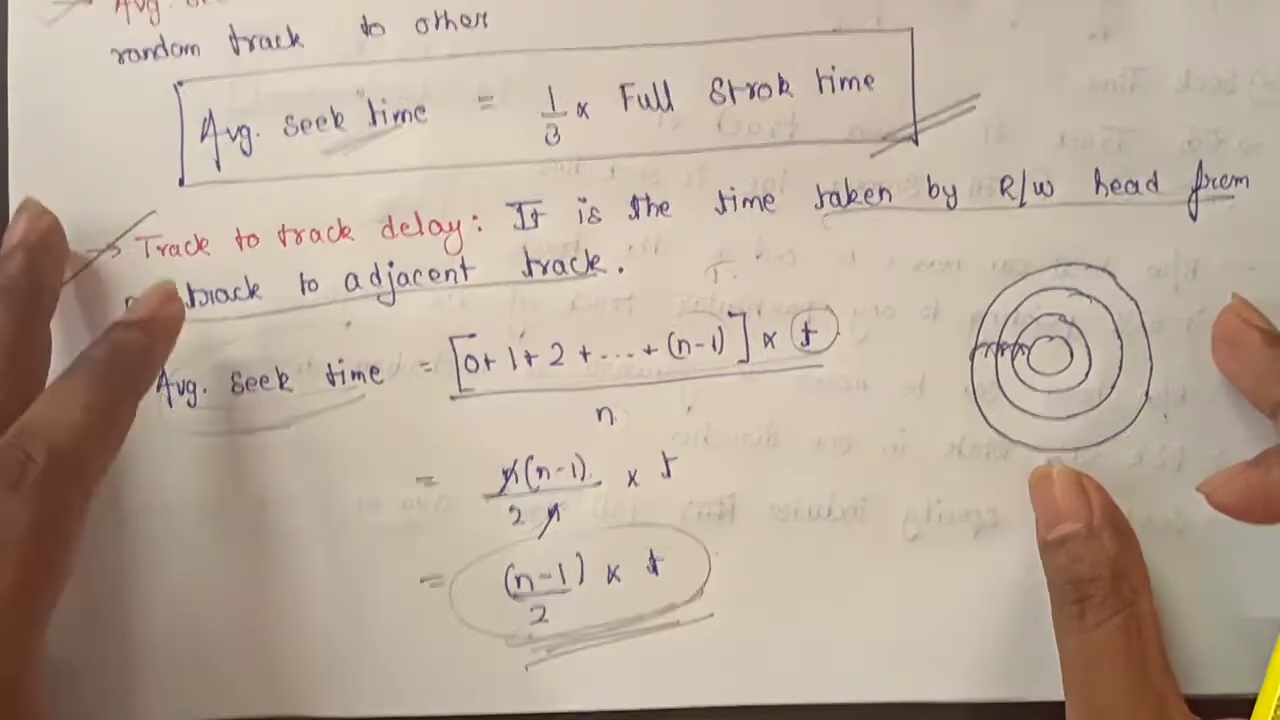 Avg.
random track to other
Avg. seek time = 1/3 x Full Strok time
→ Track to track delay: It is the time taken by R/W head from
track to adjacent track.
Avg. seek time = [0+1+2+...+(n-1)] x t / n
= n(n-1)/2n x t
= (n-1)/2 x t